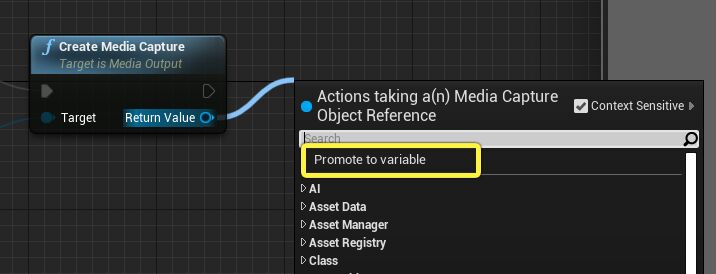 Create Media Capture
Target is Media Output
Target
Return Value
Actions taking a(n) Media Capture
Object Reference
Context Sensitive
Search
Promote to variable
AI
Asset Data
Asset Manager
Asset Registry
Class